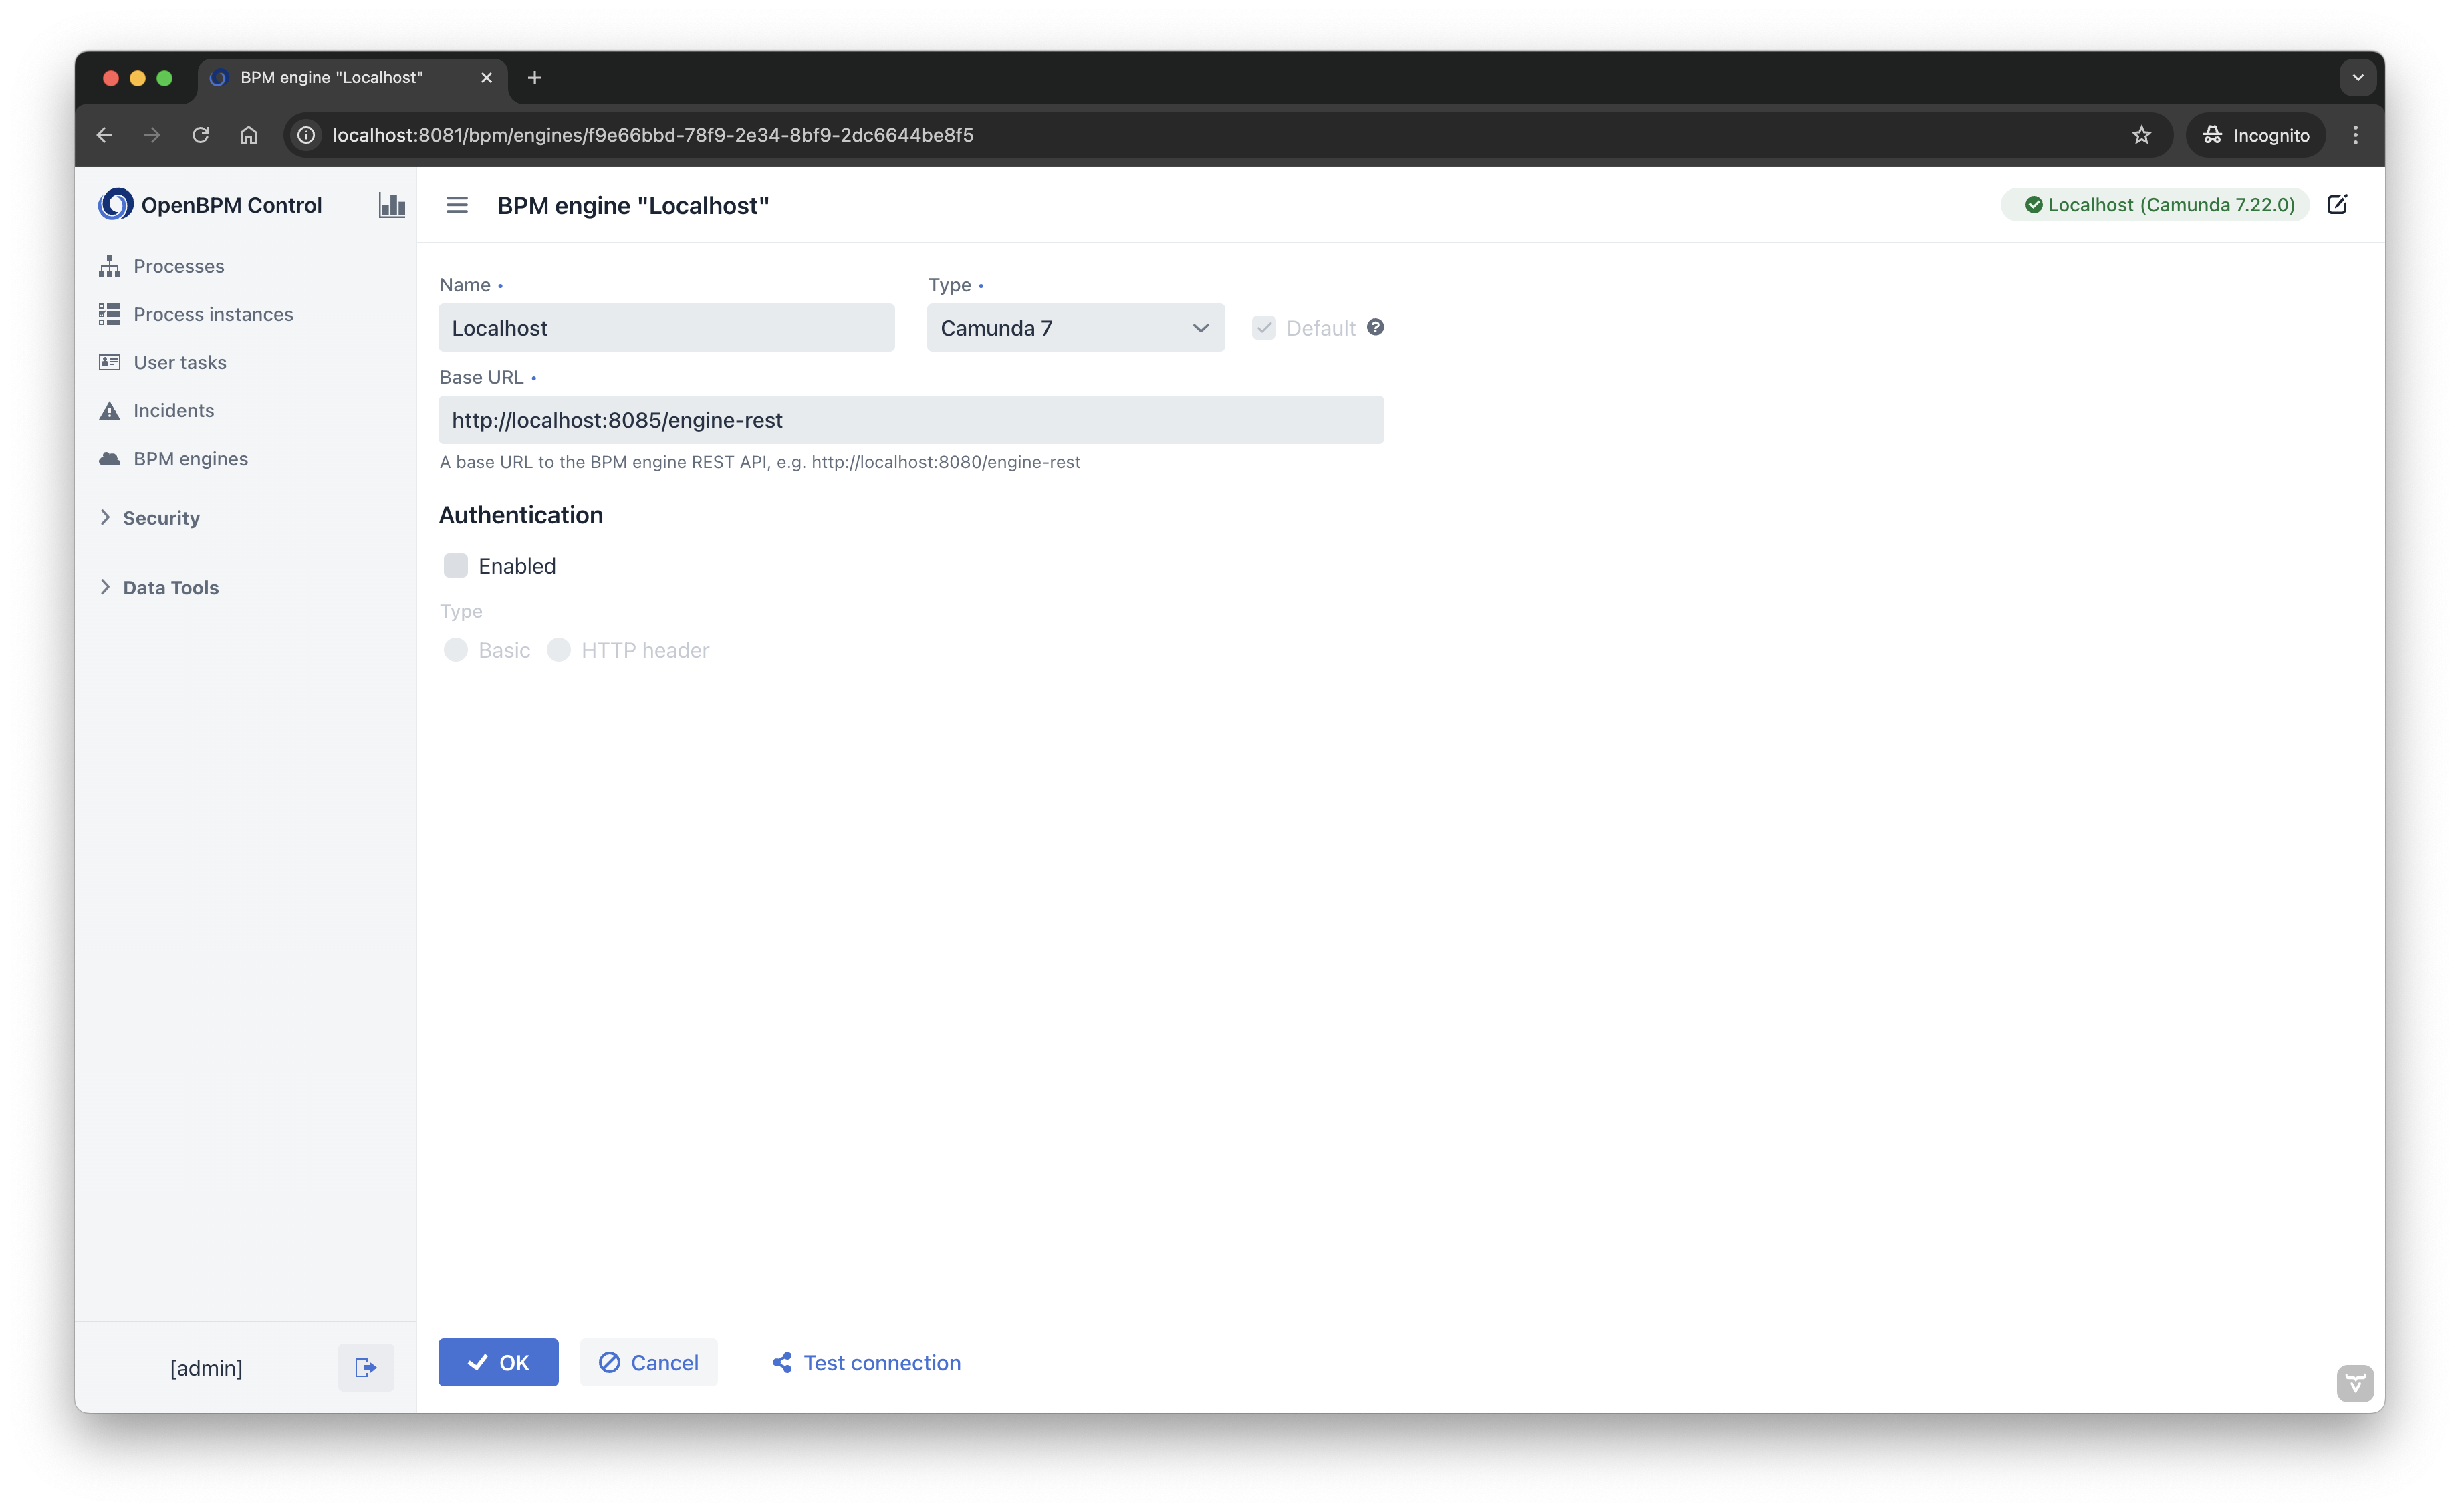 BPM engine "Localhost"
localhost:8081/bpm/engines/f9e66bbd-78f9-2e34-8bf9-2dc6644be8f5
Incognito
OpenBPM Control
BPM engine "Localhost"
Localhost (Camunda 7.22.0)
Processes
Process instances
User tasks
Incidents
BPM engines
Security
Data Tools
Name •
Type •
Localhost
Camunda 7
Default
Base URL •
http://localhost:8085/engine-rest
A base URL to the BPM engine REST API, e.g. http://localhost:8080/engine-rest
Authentication
Enabled
Type
Basic
HTTP header
[admin]
OK
Cancel
Test connection